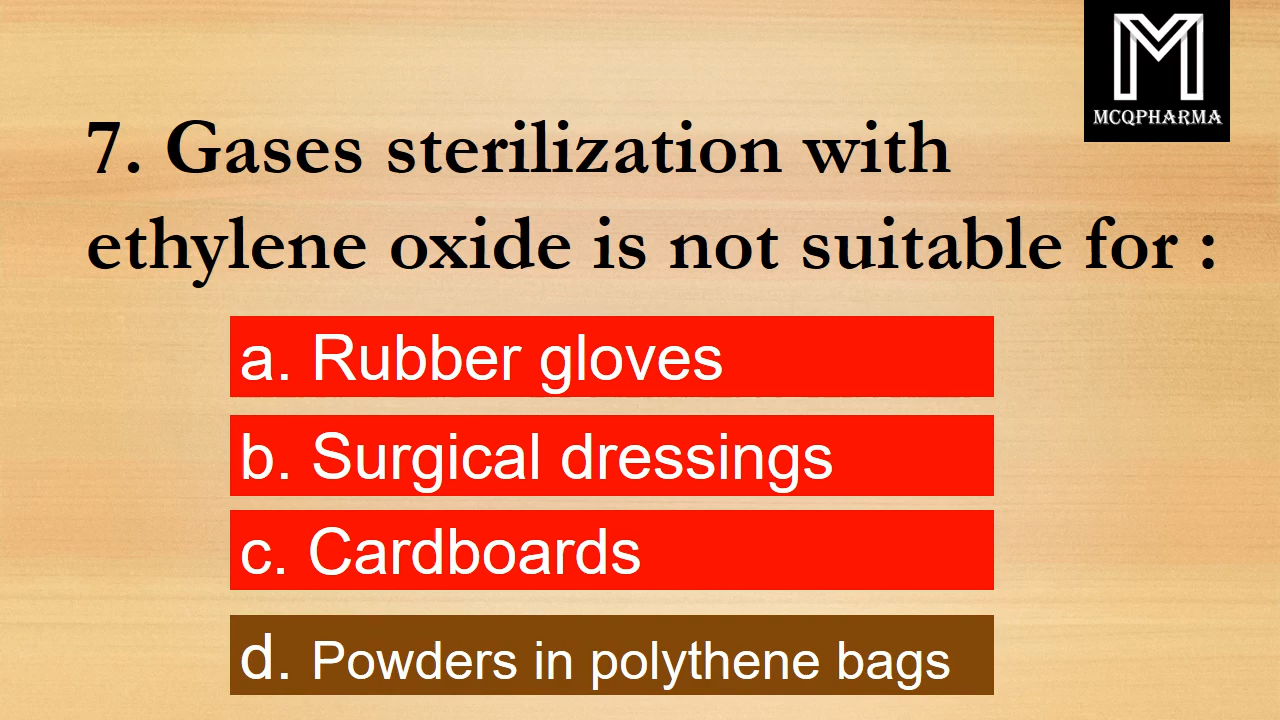 M
MCQPHARMA
7. Gases sterilization with
ethylene oxide is not suitable for :
a. Rubber gloves
b. Surgical dressings
c. Cardboards
d. Powders in polythene bags